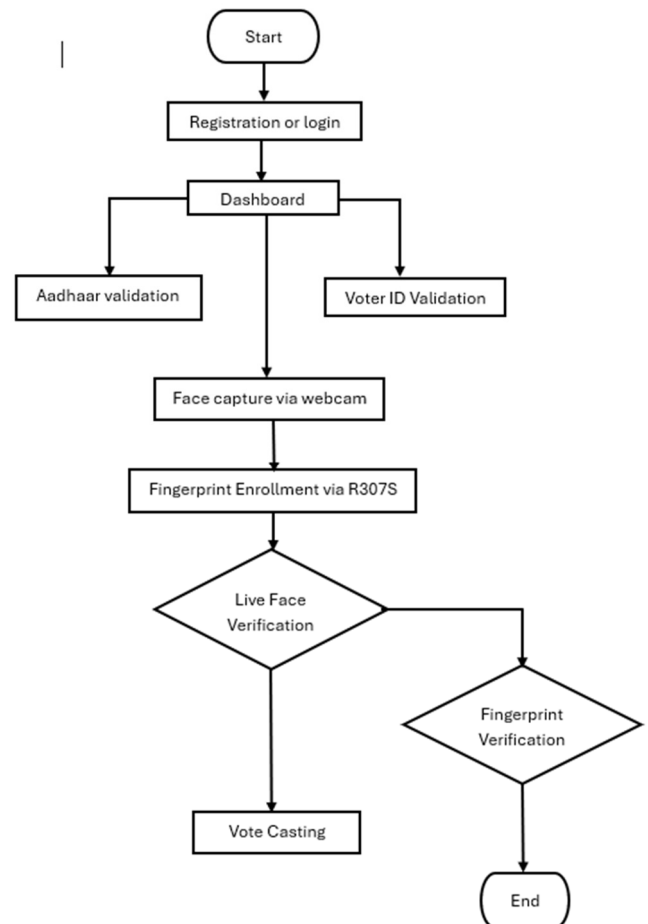 Start
Registration or login
Dashboard
Aadhaar validation
Voter ID Validation
Face capture via webcam
Fingerprint Enrollment via R307S
Live Face
Verification
Fingerprint
Verification
Vote Casting
End